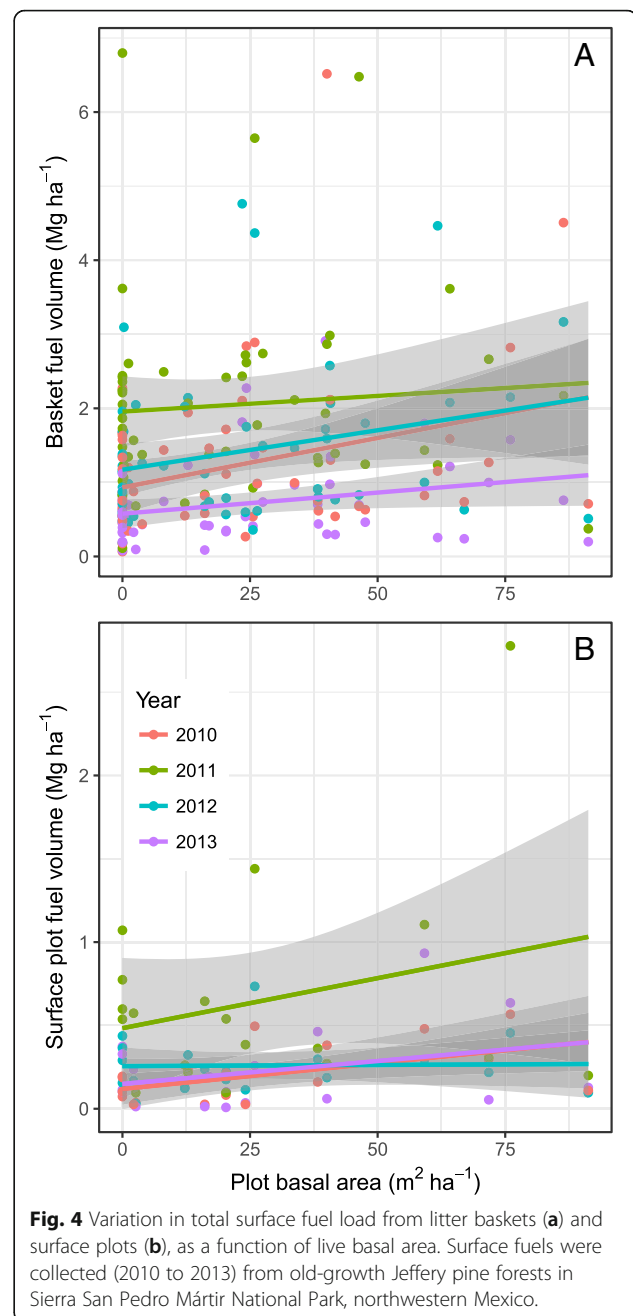 A
Basket fuel volume (Mg ha⁻¹)
6
4
2
0
0 25 50 75
B
Surface plot fuel volume (Mg ha⁻¹)
2
1
0
Year
2010
2011
2012
2013
0 25 50 75
Plot basal area (m² ha⁻¹)
Fig. 4 Variation in total surface fuel load from litter baskets (a) and
surface plots (b), as a function of live basal area. Surface fuels were
collected (2010 to 2013) from old-growth Jeffery pine forests in
Sierra San Pedro Mártir National Park, northwestern Mexico.